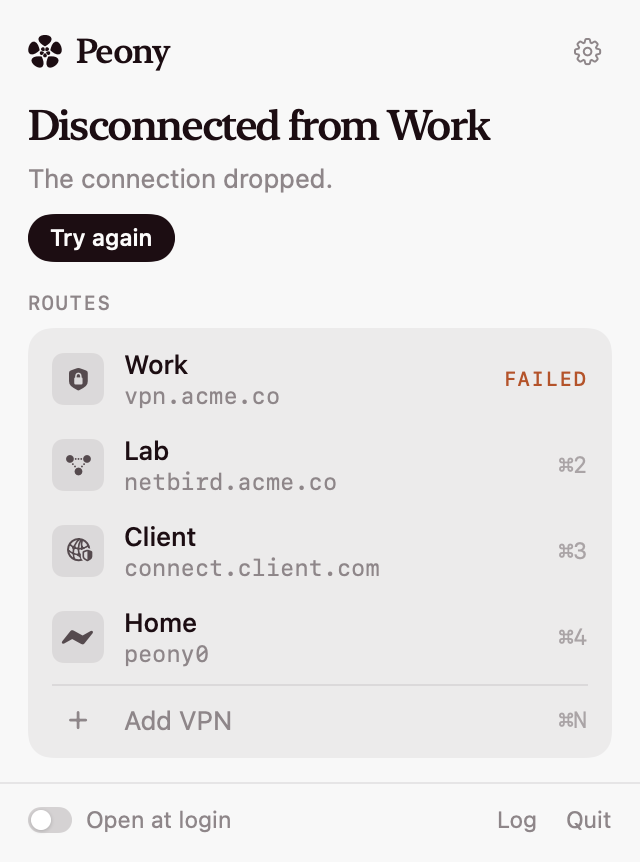 Peony
Disconnected from Work
The connection dropped.
Try again
ROUTES
Work
vpn.acme.co
FAILED
Lab
netbird.acme.co
⌘2
Client
connect.client.com
⌘3
Home
peony0
⌘4
+ Add VPN
⌘N
Open at login
Log
Quit